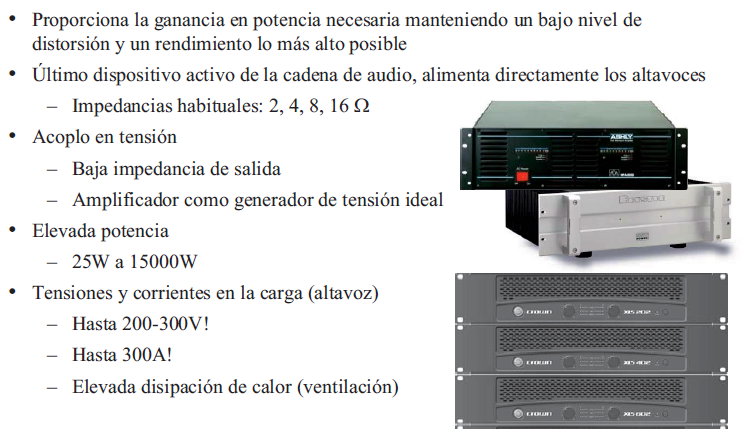 • Proporciona la ganancia en potencia necesaria manteniendo un bajo nivel de
distorsión y un rendimiento lo más alto posible
• Último dispositivo activo de la cadena de audio, alimenta directamente los altavoces
– Impedancias habituales: 2, 4, 8, 16 Ω
• Acoplo en tensión
– Baja impedancia de salida
– Amplificador como generador de tensión ideal
• Elevada potencia
– 25W a 15000W
• Tensiones y corrientes en la carga (altavoz)
– Hasta 200-300V!
– Hasta 300A!
– Elevada disipación de calor (ventilación)
ASHLY
crown XLS 202
crown XLS 402
crown